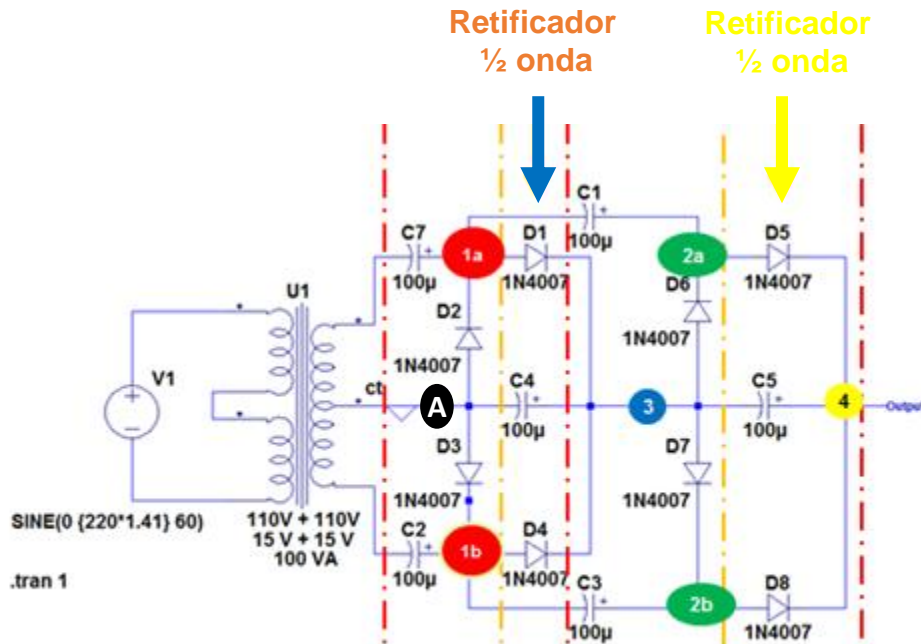 Retificador
½ onda
Retificador
½ onda
C1
C7
1a
D1
100µ
2a
D5
100µ
1N4007
D6
1N4007
U1
D2
1N4007
1N4007
V1
ct
A
C4
3
C5
4
Output
100µ
100µ
D3
D7
1N4007
1N4007
SINE(0 {220*1.41} 60)
110V + 110V
15 V + 15 V
100 VA
C2
1b
D4
D8
.tran 1
100µ
1N4007
C3
2b
1N4007
100µ